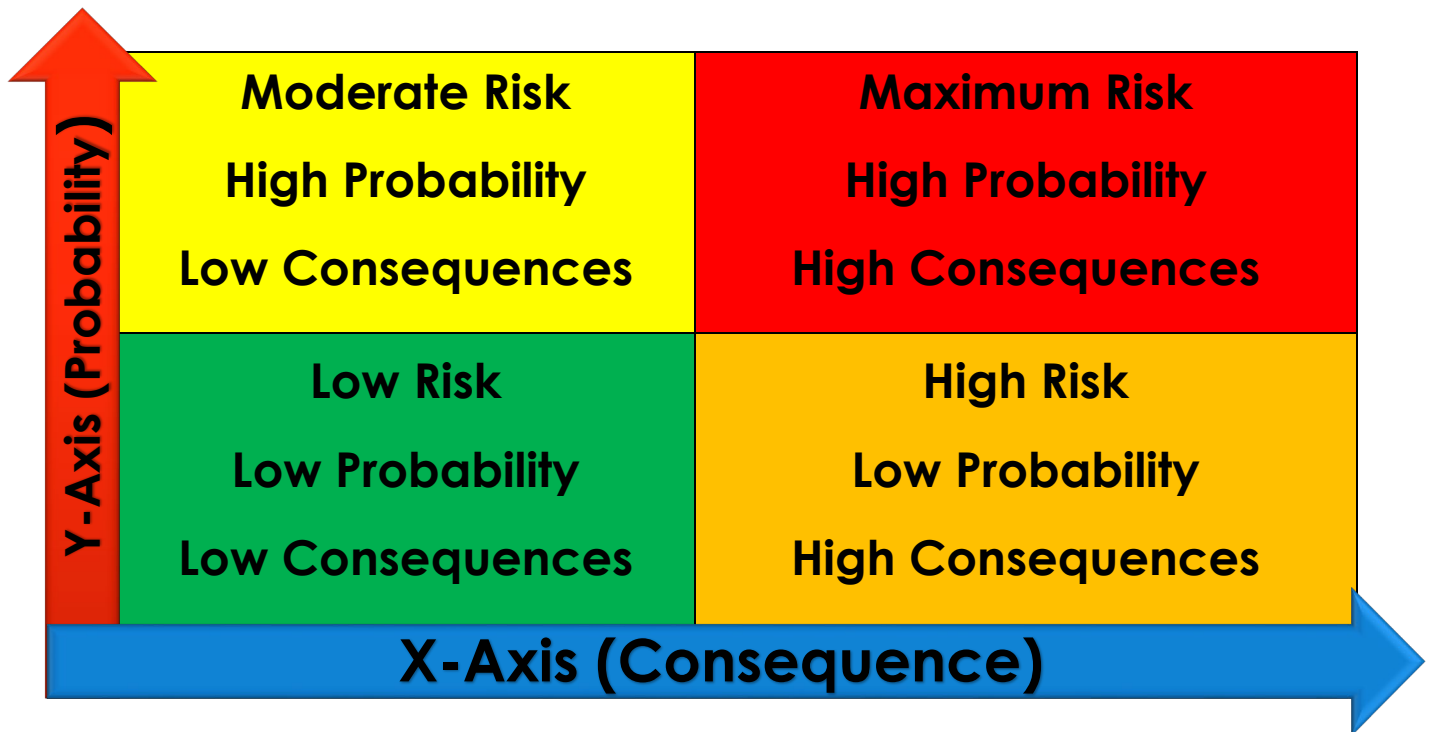 Y-Axis (Probability)
Moderate Risk
High Probability
Low Consequences
Maximum Risk
High Probability
High Consequences
Low Risk
Low Probability
Low Consequences
High Risk
Low Probability
High Consequences
X-Axis (Consequence)